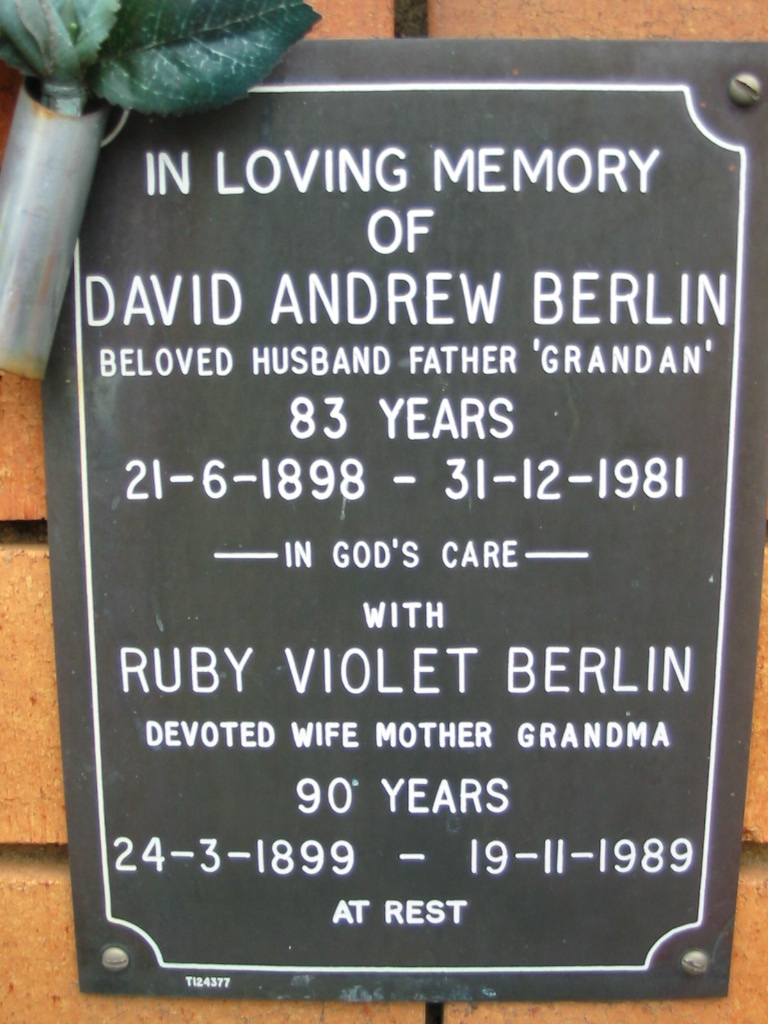 IN LOVING MEMORY
OF
DAVID ANDREW BERLIN
BELOVED HUSBAND FATHER 'GRANDAN'
83 YEARS
21-6-1898 - 31-12-1981
—IN GOD'S CARE—
WITH
RUBY VIOLET BERLIN
DEVOTED WIFE MOTHER GRANDMA
90 YEARS
24-3-1899 - 19-11-1989
AT REST
T124377